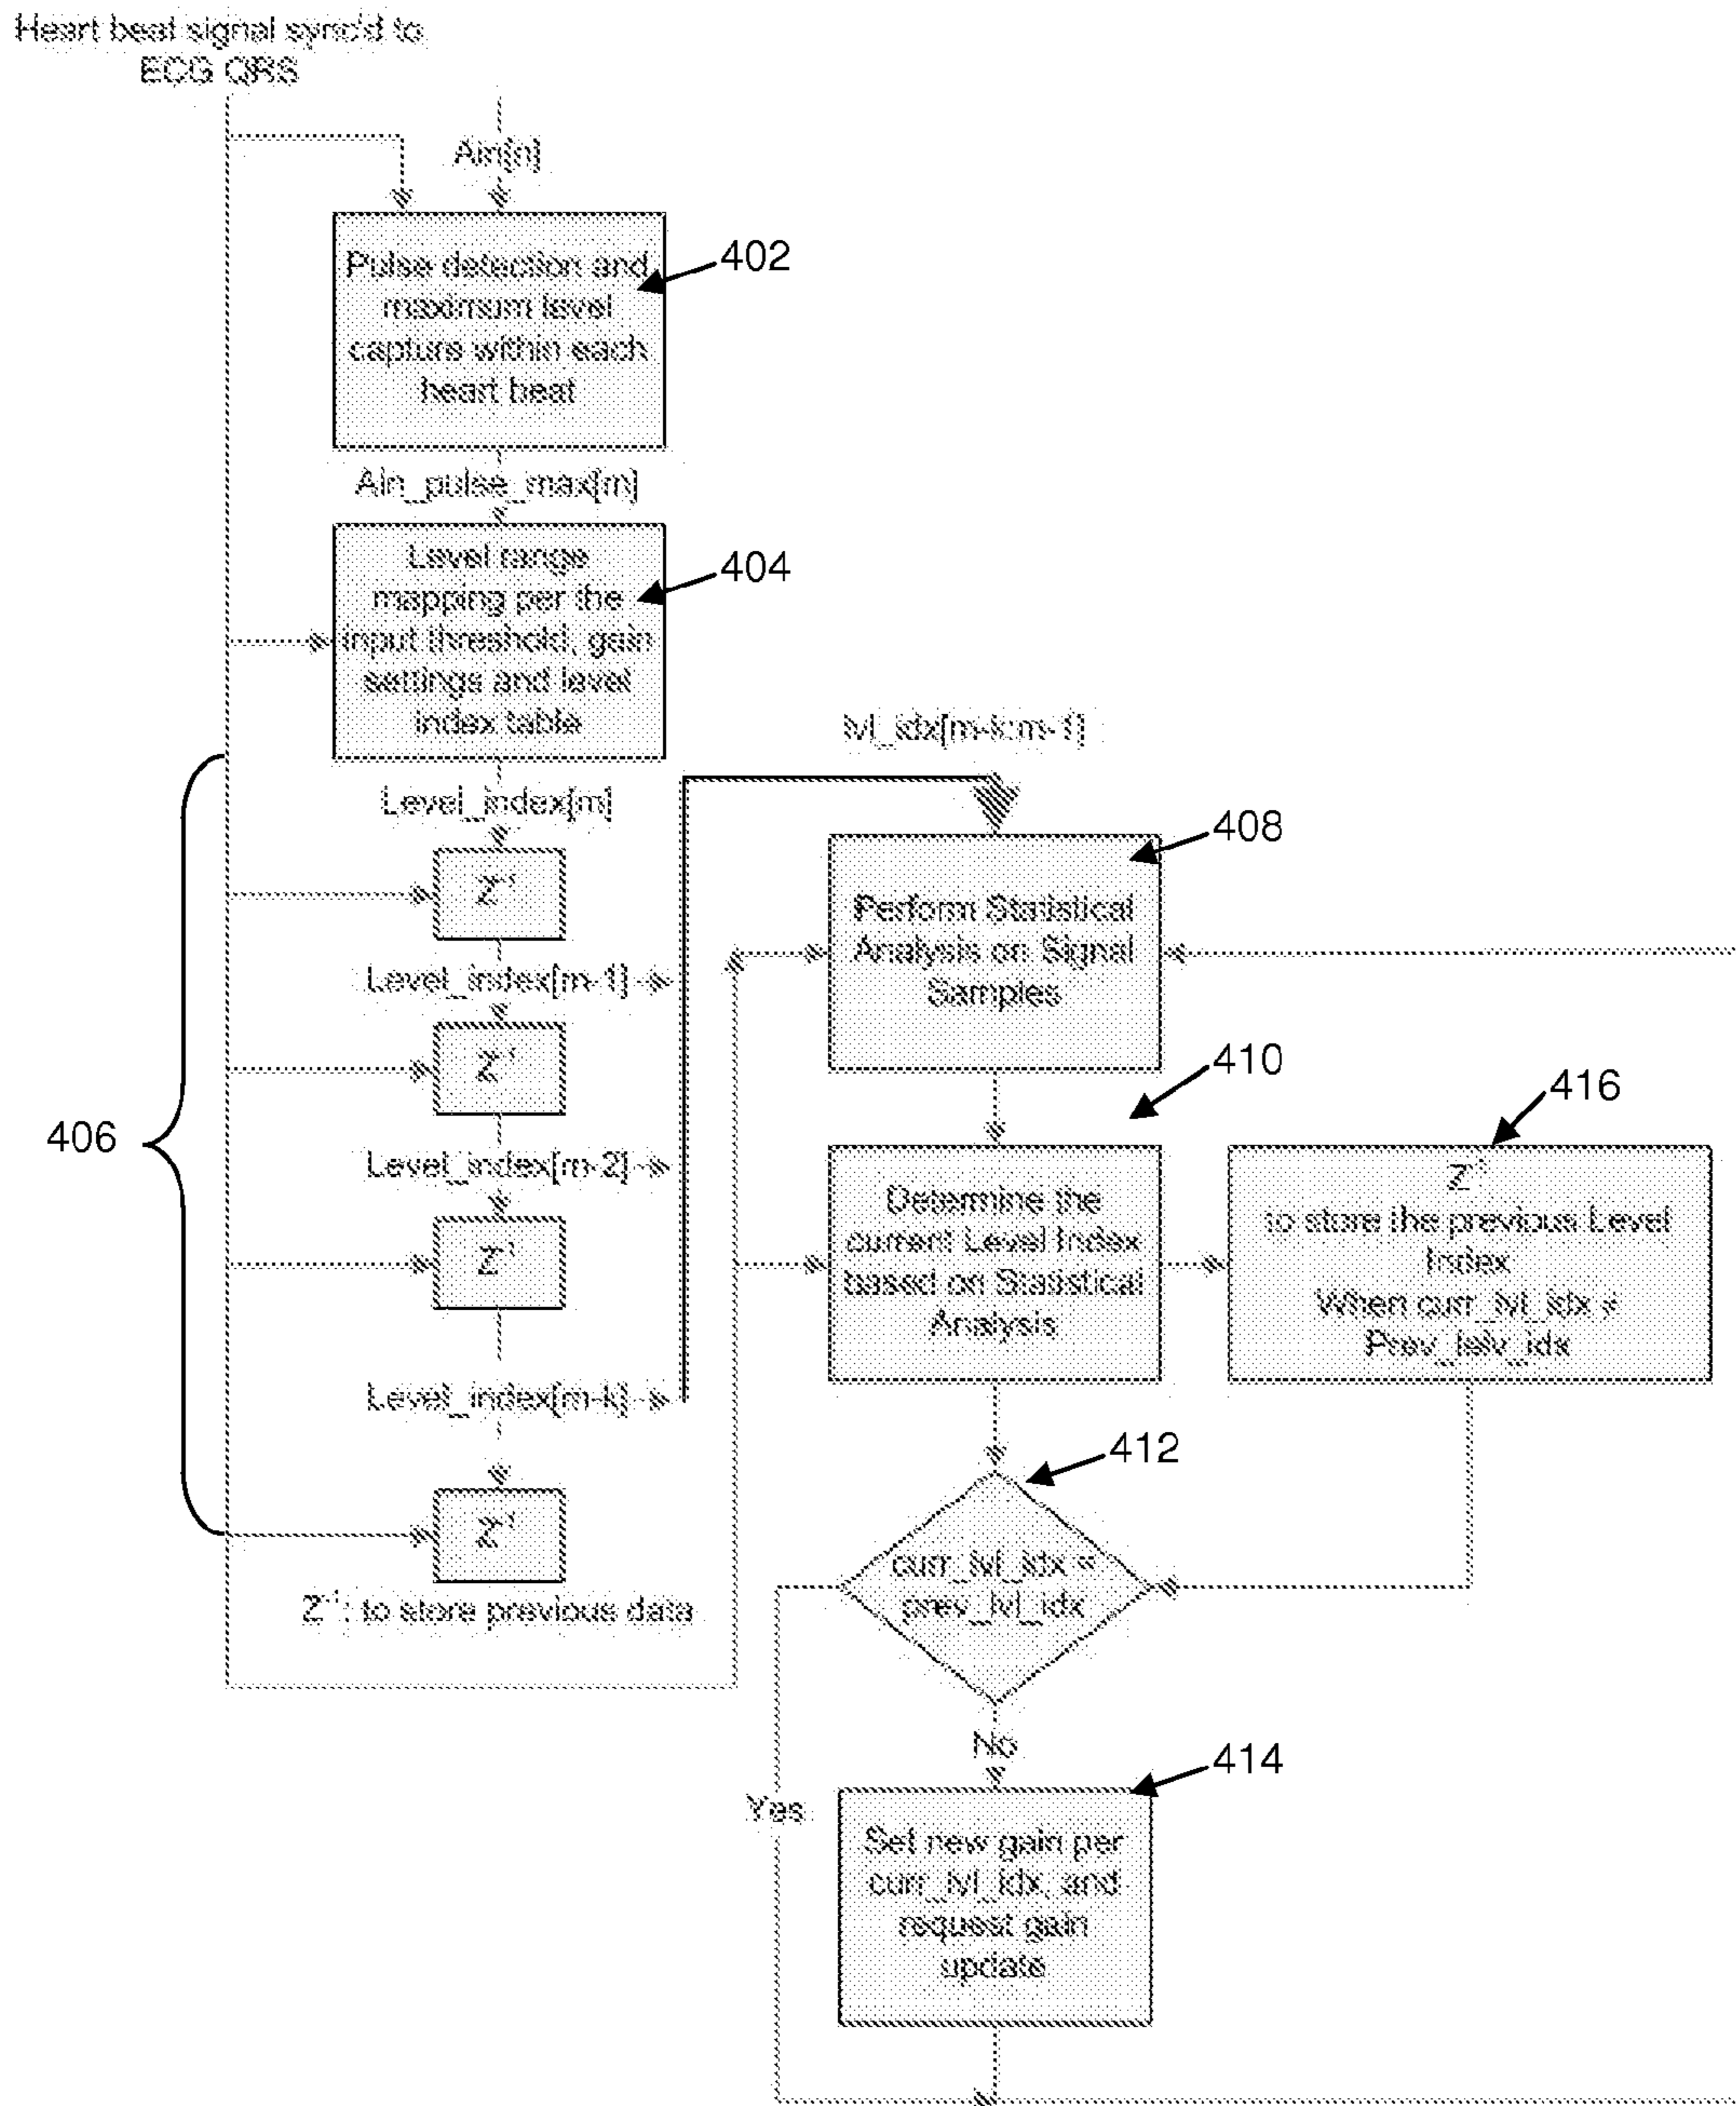 Heart beat signal sync'd to
ECG QRS
Ain[n]
Pulse detection and
maximum level
capture within each
heart beat
402
Ain_pulse_max[m]
Level range
mapping per the
input threshold, gain
settings and level
index table
404
Level_index[m]
Z⁻¹
Level_index[m-1]
Z⁻¹
Level_index[m-2]
Z⁻¹
Level_index[m-k]
Z⁻¹
Z⁻¹: to store previous data
406
lvl_idx[m-k:m-1]
408
Perform Statistical
Analysis on Signal
Samples
410
Determine the
current Level Index
based on Statistical
Analysis
416
Z⁻¹
to store the previous Level
Index
When curr_lvl_idx ≠
Prev_lelv_idx
412
curr_lvl_idx =
prev_lvl_idx
No
Yes
414
Set new gain per
curr_lvl_idx, and
request gain
update